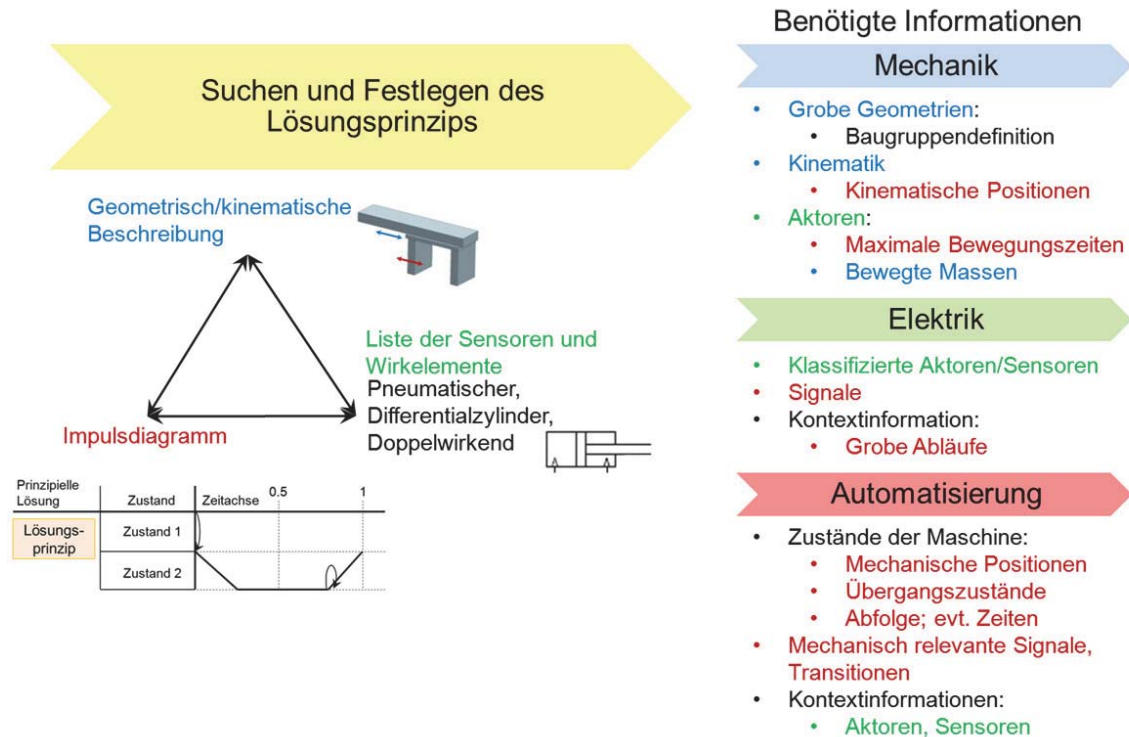 Suchen und Festlegen des
Lösungsprinzips
Geometrisch/kinematische
Beschreibung
Liste der Sensoren und
Wirkelemente
Pneumatischer,
Differentialzylinder,
Doppelwirkend
Impulsdiagramm
Prinzipielle
Lösung
Zustand
Zeitachse
0.5
1
Lösungs-
prinzip
Zustand 1
Zustand 2
Benötigte Informationen
Mechanik
• Grobe Geometrien:
• Baugruppendefinition
• Kinematik
• Kinematische Positionen
• Aktoren:
• Maximale Bewegungszeiten
• Bewegte Massen
Elektrik
• Klassifizierte Aktoren/Sensoren
• Signale
• Kontextinformation:
• Grobe Abläufe
Automatisierung
• Zustände der Maschine:
• Mechanische Positionen
• Übergangszustände
• Abfolge; evt. Zeiten
• Mechanisch relevante Signale,
Transitionen
• Kontextinformationen:
• Aktoren, Sensoren